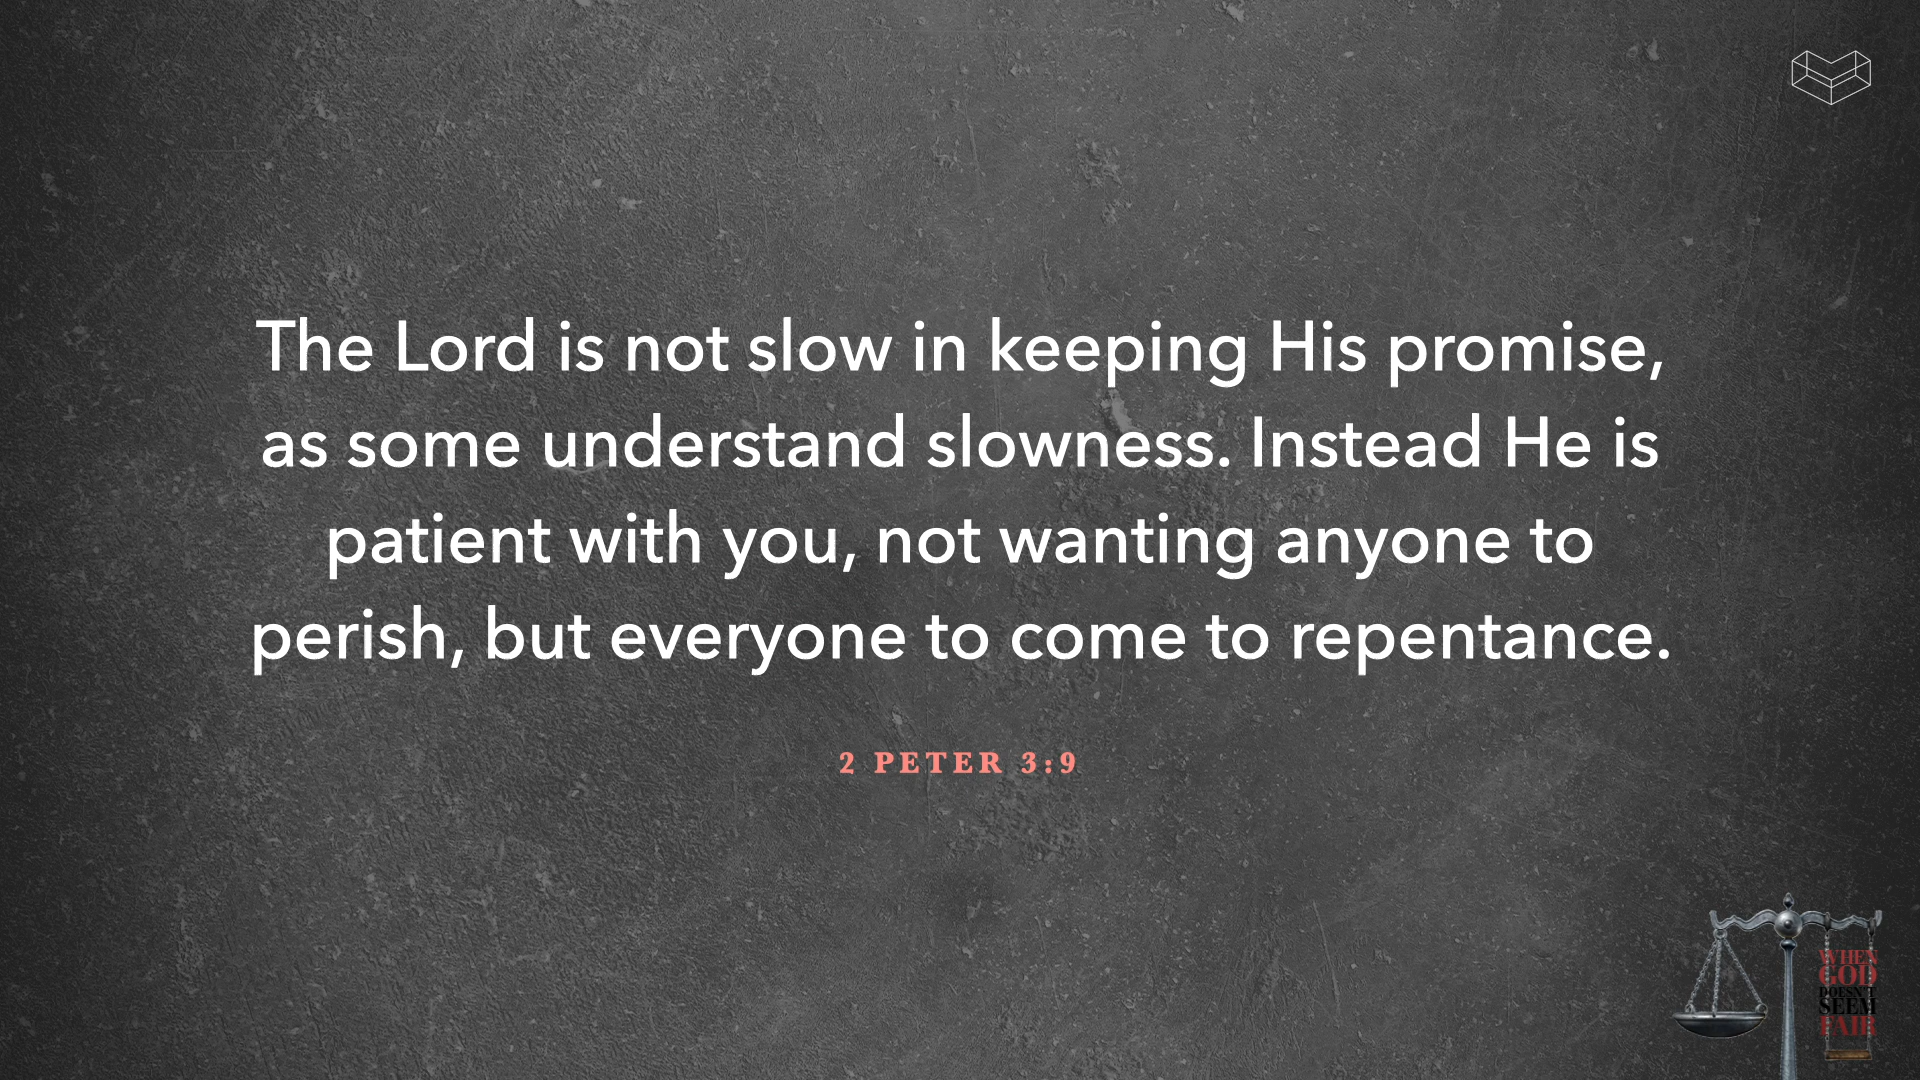 The Lord is not slow in keeping His promise,
as some understand slowness. Instead He is
patient with you, not wanting anyone to
perish, but everyone to come to repentance.
2 PETER 3:9
WHEN
GOD
DOESN'T
SEEM
FAIR